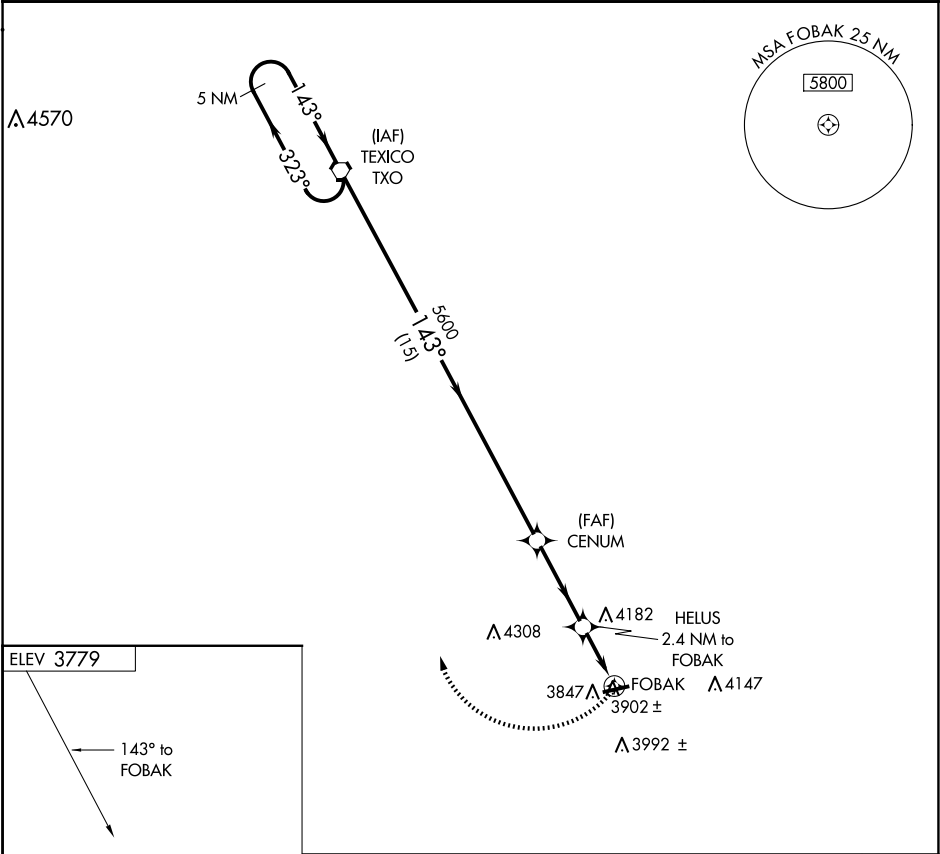 MSA FOBAK 25 NM
5800
5 NM
143°
4570
(IAF)
TEXICO
TXO
323°
5600
143°
(15)
(FAF)
CENUM
4182
HELUS
4308
2.4 NM to
FOBAK
ELEV 3779
3847
FOBAK
4147
3902 ±
143° to
FOBAK
3992 ±